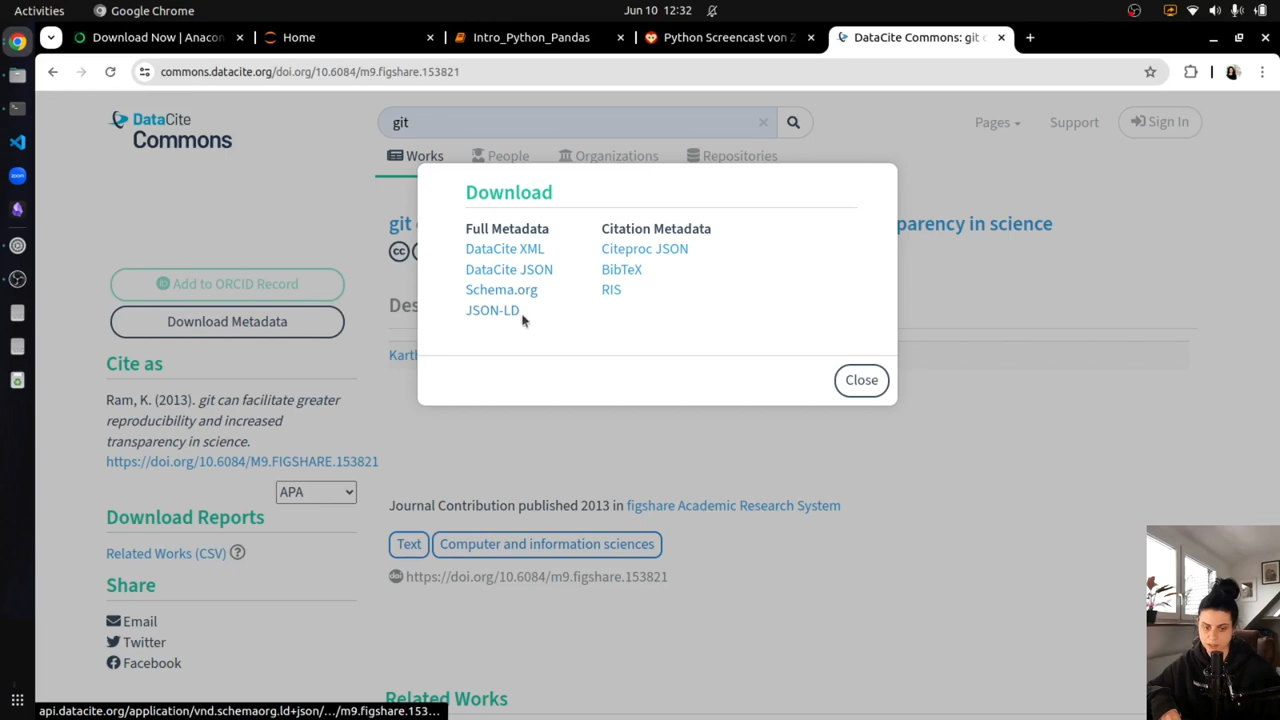 Activities
Google Chrome
Jun 10 12:32
Download Now | Anacon
Home
Intro_Python_Pandas
Python Screencast von Z
DataCite Commons: git c
commons.datacite.org/doi.org/10.6084/m9.figshare.153821
DataCite
Commons
git
Pages
Support
Sign In
Works
People
Organizations
Repositories
Download
Full Metadata
DataCite XML
DataCite JSON
Schema.org
JSON-LD
Citation Metadata
Citeproc JSON
BibTeX
RIS
Close
git
parency in science
Add to ORCID Record
Download Metadata
Des
Karth
Cite as
Ram, K. (2013). git can facilitate greater
reproducibility and increased
transparency in science.
https://doi.org/10.6084/M9.FIGSHARE.153821
APA
Download Reports
Related Works (CSV)
Share
Email
Twitter
Facebook
Journal Contribution published 2013 in figshare Academic Research System
Text
Computer and information sciences
https://doi.org/10.6084/m9.figshare.153821
Related Works
api.datacite.org/application/vnd.schemaorg.ld+json/.../m9.figshare.153...
zoom